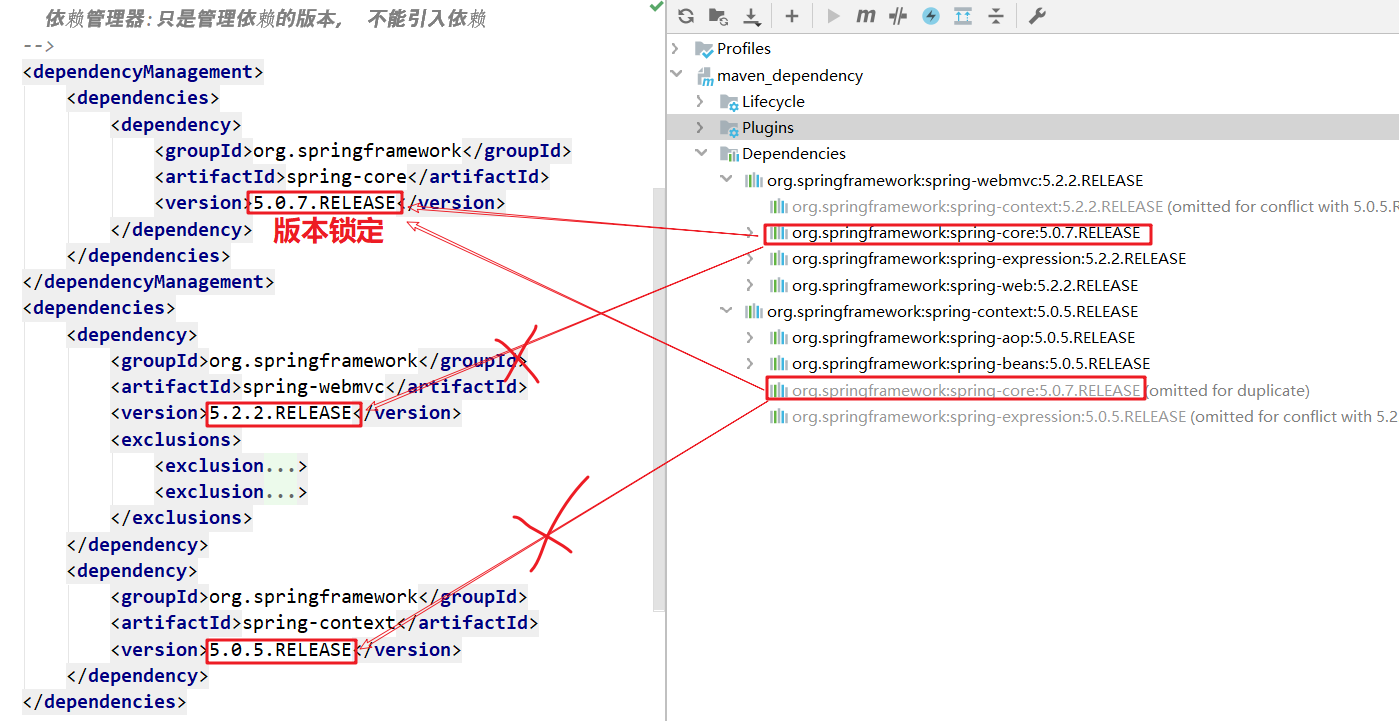 依赖管理器:只是管理依赖的版本， 不能引入依赖
-->
<dependencyManagement>
<dependencies>
<dependency>
<groupId>org.springframework</groupId>
<artifactId>spring-core</artifactId>
<version>5.0.7.RELEASE</version>
</dependency>
版本锁定
</dependencies>
</dependencyManagement>
<dependencies>
<dependency>
<groupId>org.springframework</groupId>
<artifactId>spring-webmvc</artifactId>
<version>5.2.2.RELEASE</version>
<exclusions>
<exclusion...>
<exclusion...>
</exclusions>
</dependency>
<dependency>
<groupId>org.springframework</groupId>
<artifactId>spring-context</artifactId>
<version>5.0.5.RELEASE</version>
</dependency>
</dependencies>
Profiles
maven_dependency
Lifecycle
Plugins
Dependencies
org.springframework:spring-webmvc:5.2.2.RELEASE
org.springframework:spring-context:5.2.2.RELEASE (omitted for conflict with 5.0.5.R
org.springframework:spring-core:5.0.7.RELEASE
org.springframework:spring-expression:5.2.2.RELEASE
org.springframework:spring-web:5.2.2.RELEASE
org.springframework:spring-context:5.0.5.RELEASE
org.springframework:spring-aop:5.0.5.RELEASE
org.springframework:spring-beans:5.0.5.RELEASE
org.springframework:spring-core:5.0.7.RELEASE (omitted for duplicate)
org.springframework:spring-expression:5.0.5.RELEASE (omitted for conflict with 5.2